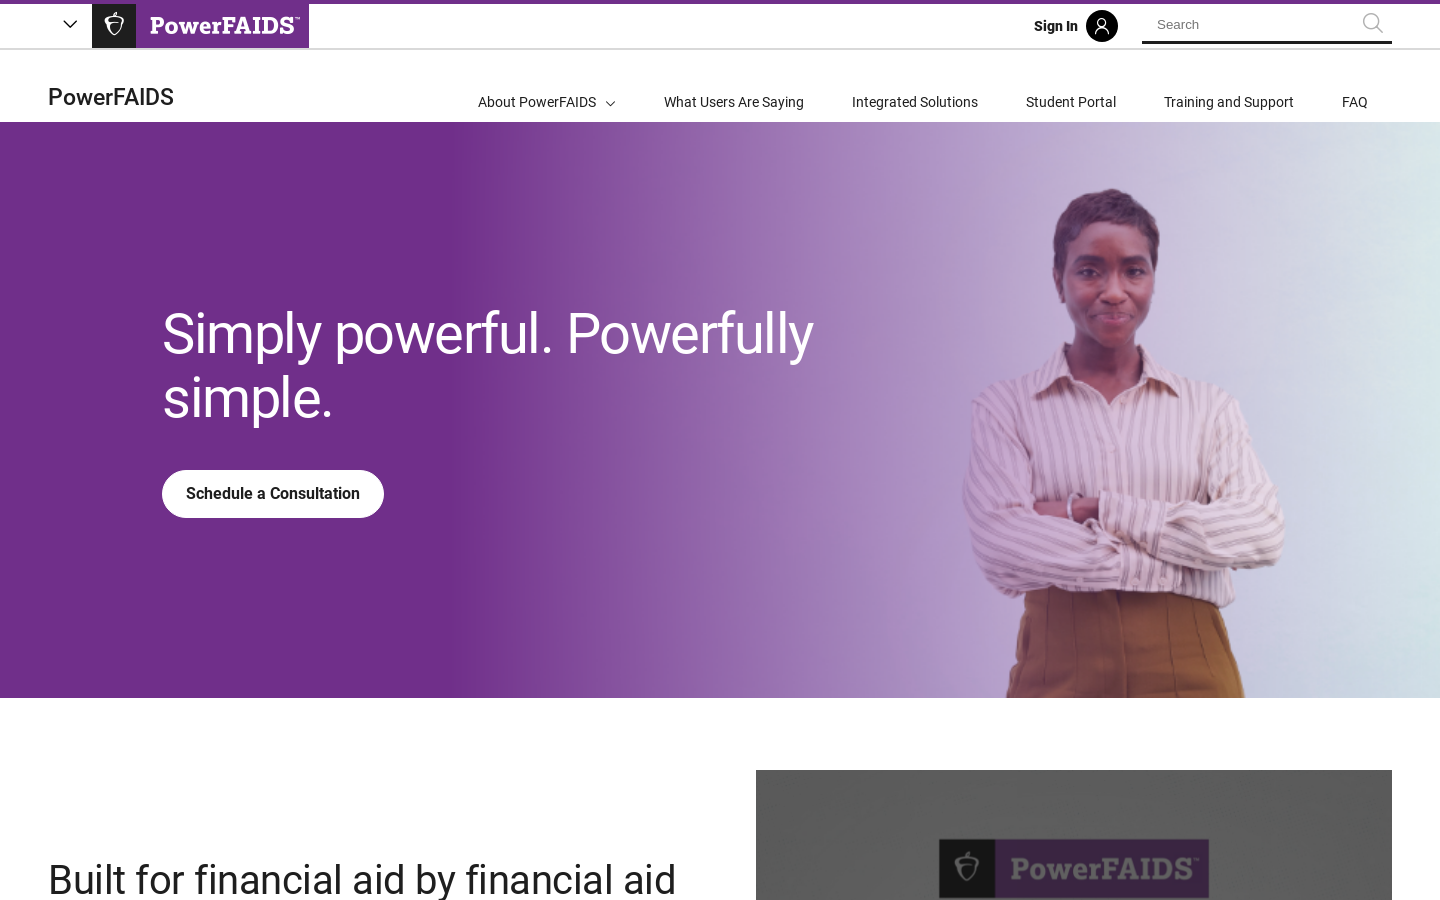 PowerFAIDS™
Sign In
Search
PowerFAIDS
About PowerFAIDS
What Users Are Saying
Integrated Solutions
Student Portal
Training and Support
FAQ
Simply powerful. Powerfully
simple.
Schedule a Consultation
Built for financial aid by financial aid
PowerFAIDS™